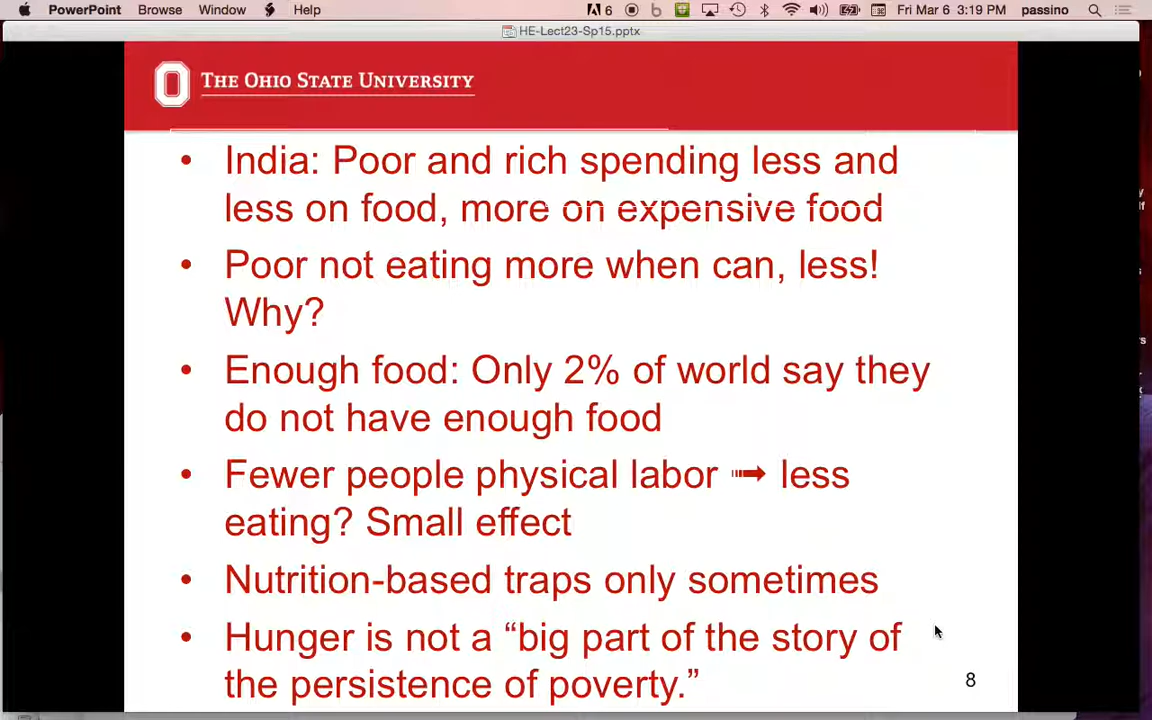 PowerPoint Browse Window Help 6 Fri Mar 6 3:19 PM passino
HE-Lect23-Sp15.pptx
THE OHIO STATE UNIVERSITY
• India: Poor and rich spending less and
less on food, more on expensive food
• Poor not eating more when can, less!
Why?
• Enough food: Only 2% of world say they
do not have enough food
• Fewer people physical labor ➟ less
eating? Small effect
• Nutrition-based traps only sometimes
• Hunger is not a “big part of the story of
the persistence of poverty.”
8